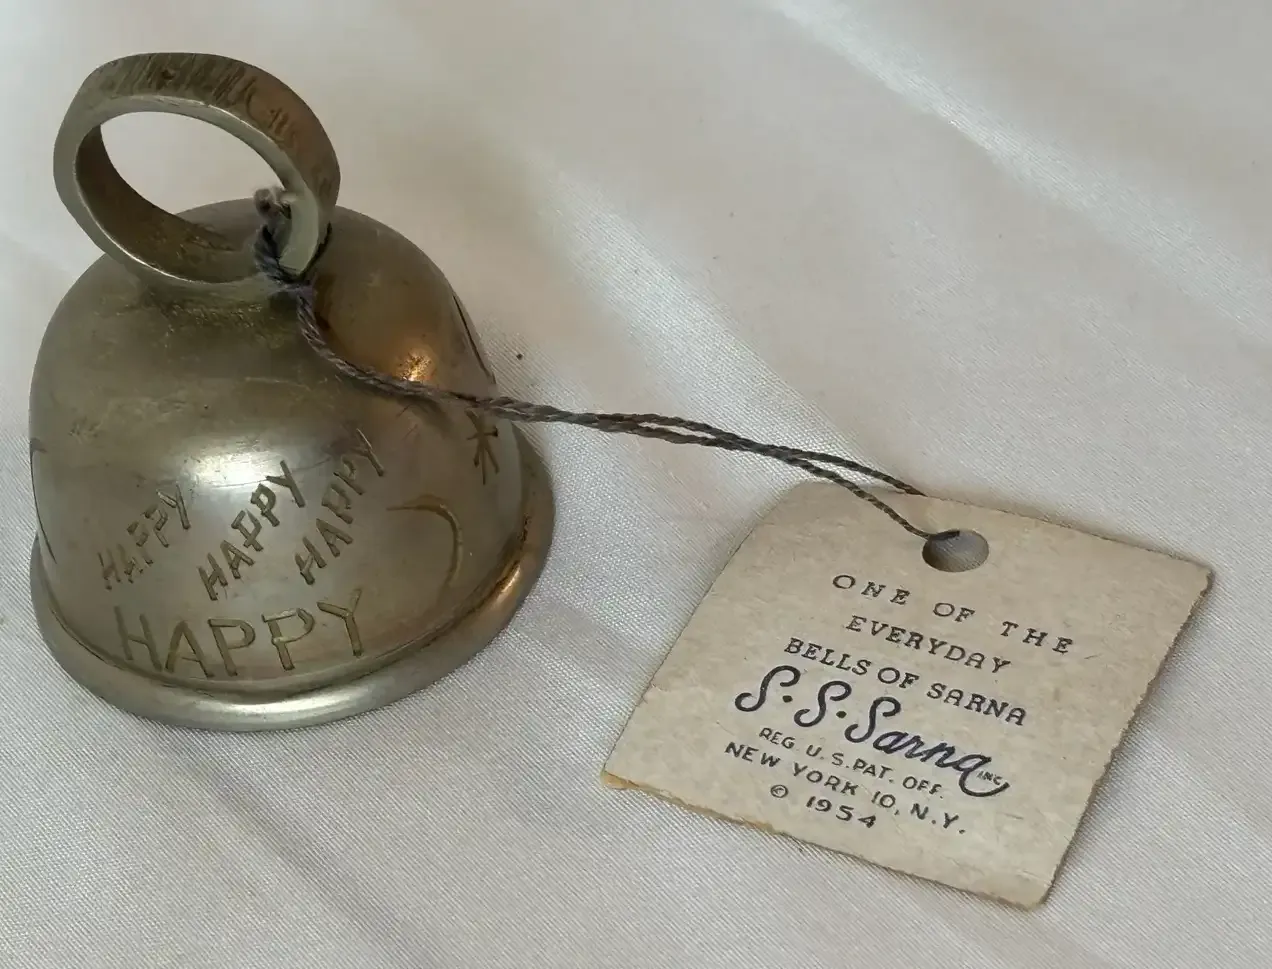 HAPPY
HAPPY
HAPPY
HAPPY
ONE OF THE
EVERYDAY
BELLS OF SARNA
S.S. Sarna INC
REG. U.S. PAT. OFF.
NEW YORK 10, N.Y.
© 1954